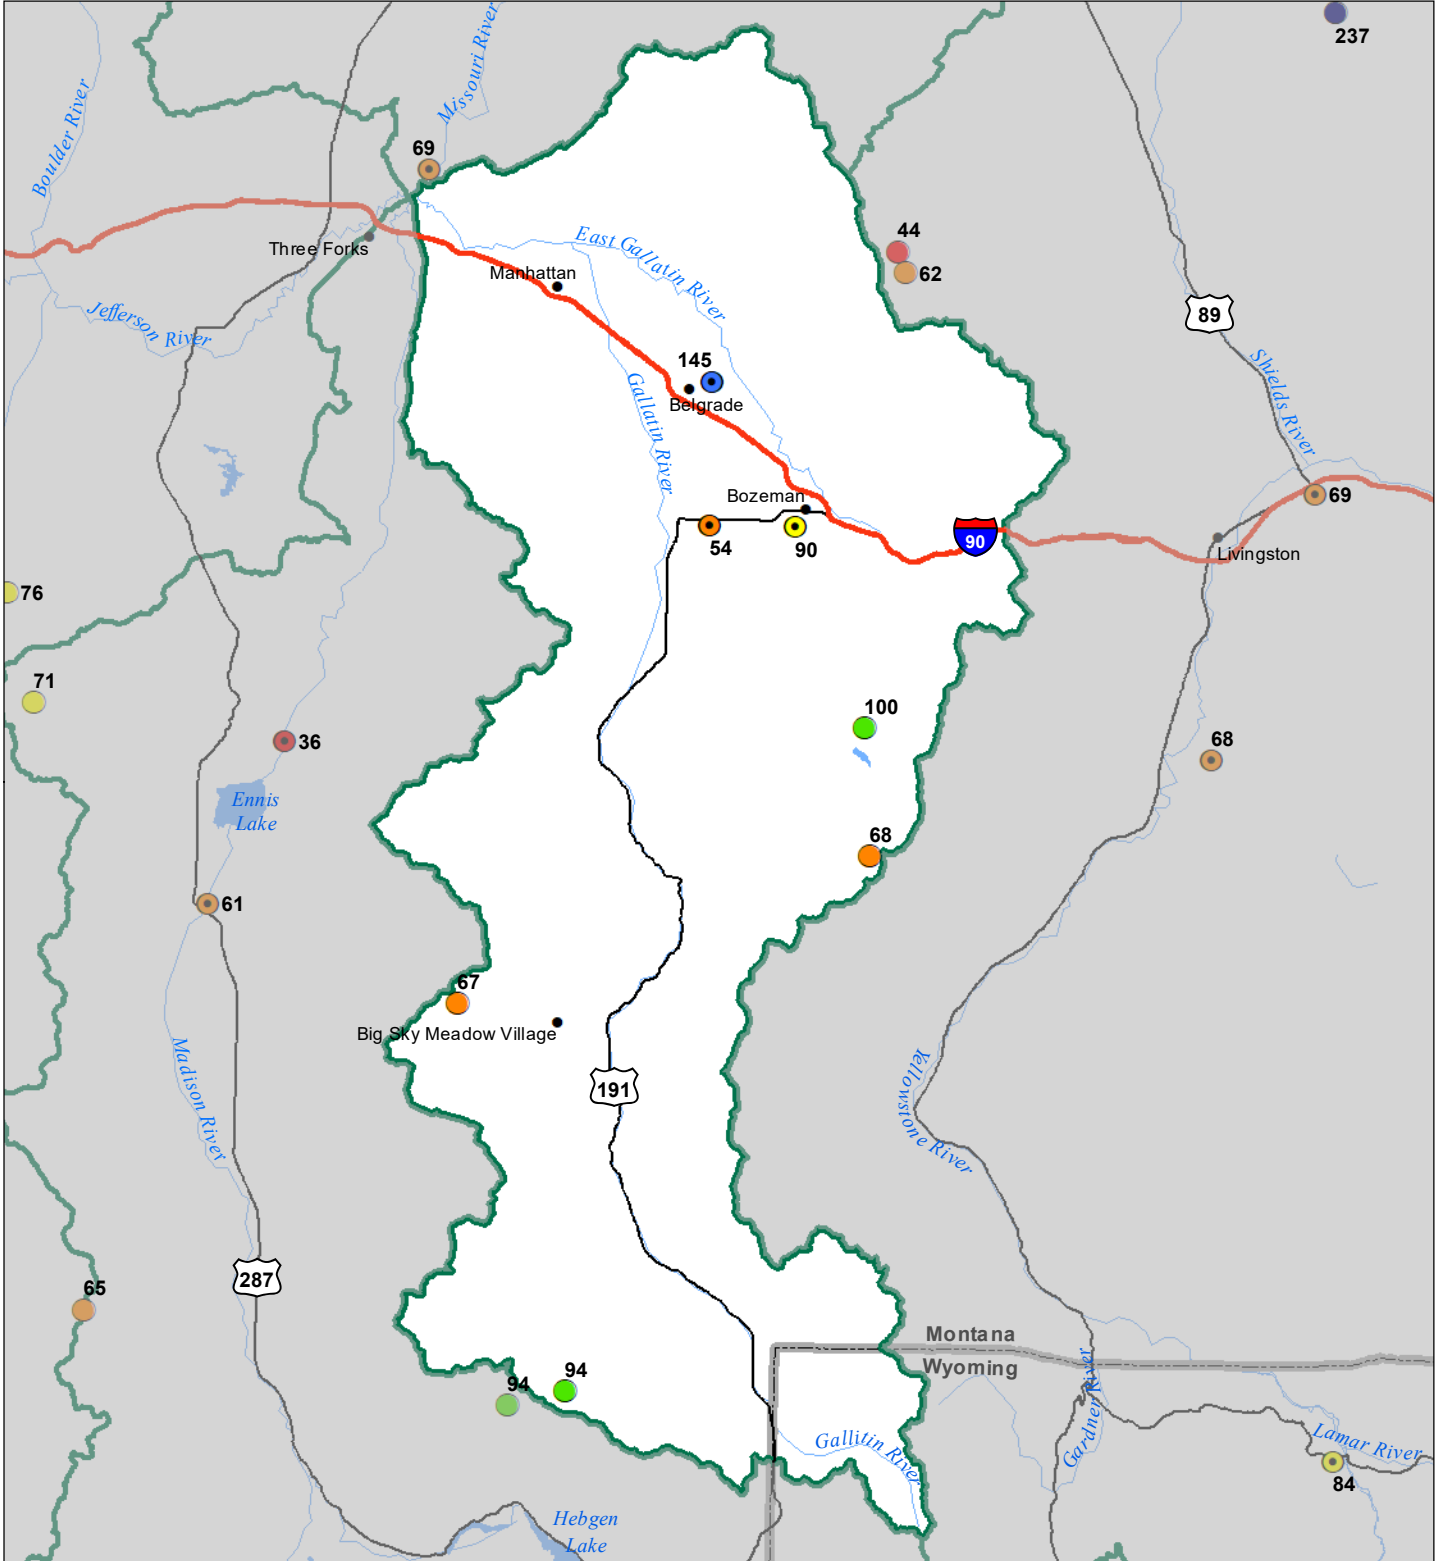 237
Missouri River
Boulder River
69
44
62
East Gallatin River
Three Forks
Manhattan
Jefferson River
89
Shields River
145
Belgrade
Gallatin River
Bozeman
69
54
90
90
Livingston
76
71
100
36
68
Ennis
Lake
68
61
67
Big Sky Meadow Village
Madison River
191
Yellowstone River
287
65
Montana
Wyoming
94
94
Gardner River
Gallitin River
Lamar River
84
Hebgen
Lake